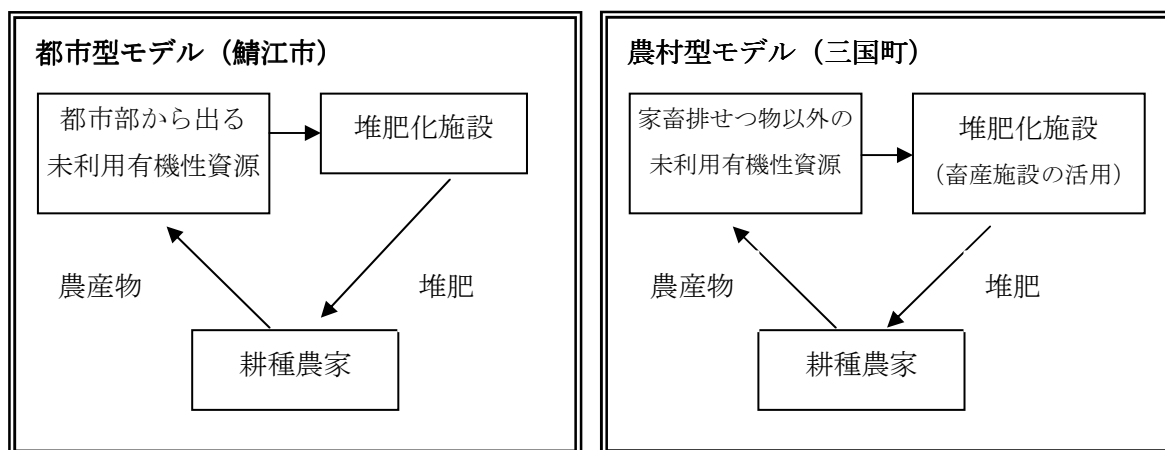 都市型モデル（鯖江市）
都市部から出る
未利用有機性資源
堆肥化施設
農産物
堆肥
耕種農家
農村型モデル（三国町）
家畜排せつ物以外の
未利用有機性資源
堆肥化施設
（畜産施設の活用）
農産物
堆肥
耕種農家